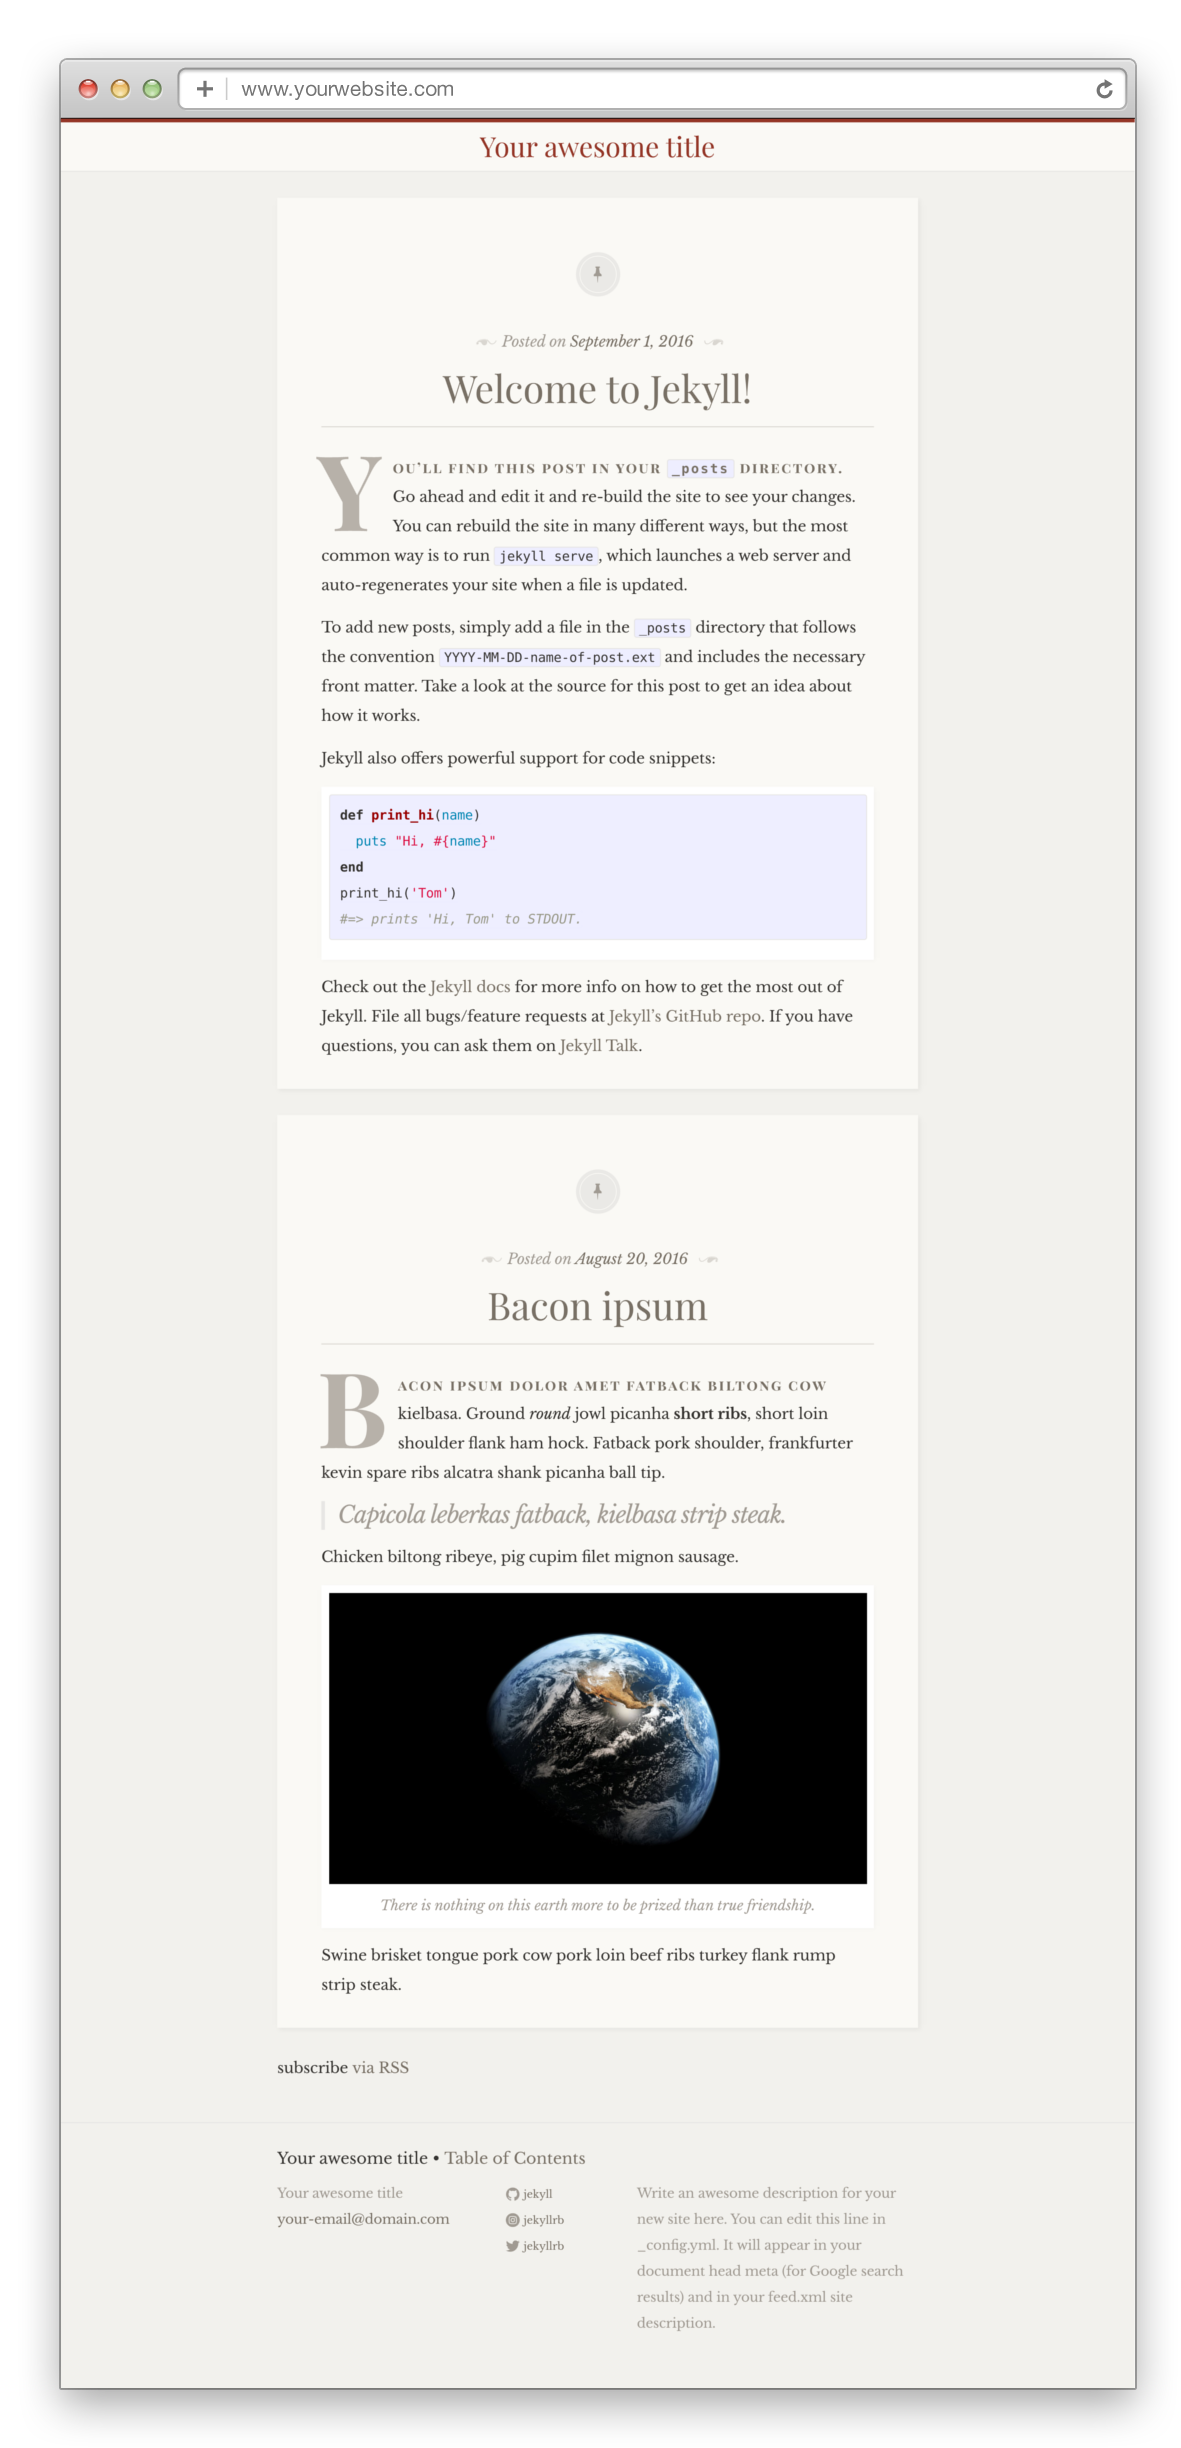 www.yourwebsite.com
Your awesome title
Posted on September 1, 2016
Welcome to Jekyll!
YOU’LL FIND THIS POST IN YOUR _posts DIRECTORY.
Go ahead and edit it and re-build the site to see your changes.
You can rebuild the site in many different ways, but the most
common way is to run jekyll serve, which launches a web server and
auto-regenerates your site when a file is updated.
To add new posts, simply add a file in the _posts directory that follows
the convention YYYY-MM-DD-name-of-post.ext and includes the necessary
front matter. Take a look at the source for this post to get an idea about
how it works.
Jekyll also offers powerful support for code snippets:
def print_hi(name)
  puts "Hi, #{name}"
end
print_hi('Tom')
#=> prints 'Hi, Tom' to STDOUT.
Check out the Jekyll docs for more info on how to get the most out of
Jekyll. File all bugs/feature requests at Jekyll’s GitHub repo. If you have
questions, you can ask them on Jekyll Talk.
Posted on August 20, 2016
Bacon ipsum
BACON IPSUM DOLOR AMET FATBACK BILTONG COW
kielbasa. Ground round jowl picanha short ribs, short loin
shoulder flank ham hock. Fatback pork shoulder, frankfurter
kevin spare ribs alcatra shank picanha ball tip.
Capicola leberkas fatback, kielbasa strip steak.
Chicken biltong ribeye, pig cupim filet mignon sausage.
There is nothing on this earth more to be prized than true friendship.
Swine brisket tongue pork cow pork loin beef ribs turkey flank rump
strip steak.
subscribe via RSS
Your awesome title • Table of Contents
Your awesome title
your-email@domain.com
jekyll
jekyllrb
jekyllrb
Write an awesome description for your
new site here. You can edit this line in
_config.yml. It will appear in your
document head meta (for Google search
results) and in your feed.xml site
description.